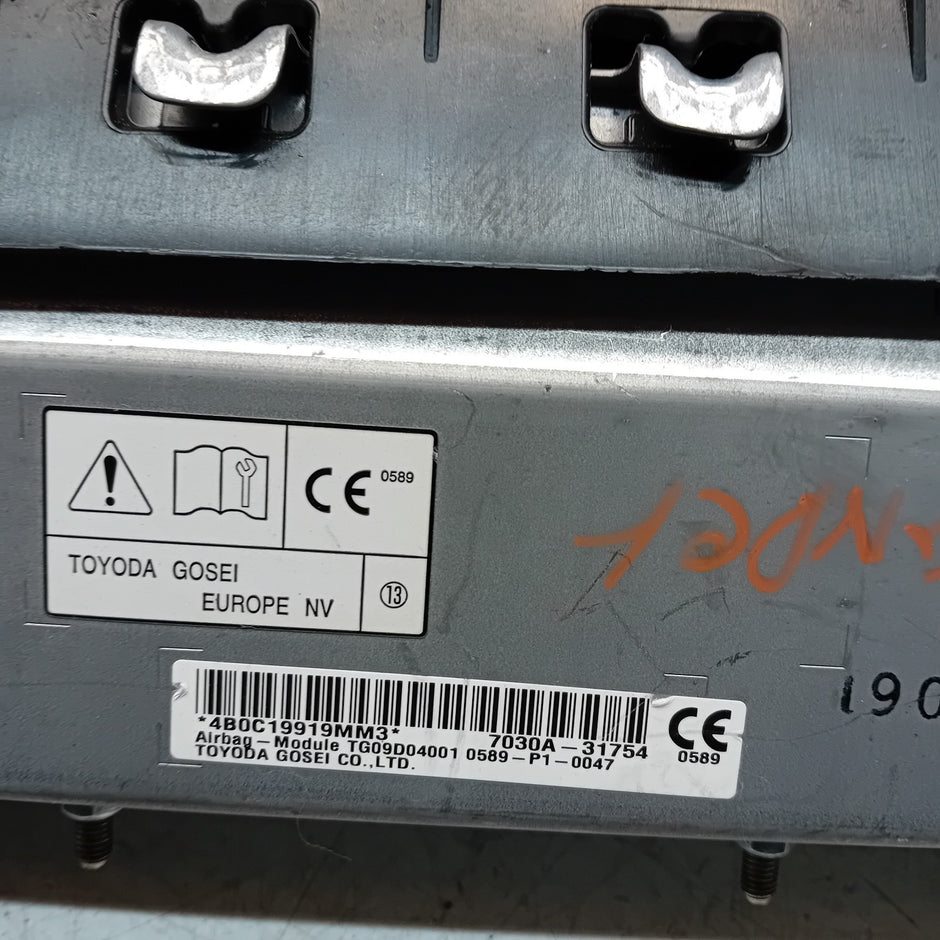 CE 0589
TOYODA GOSEI
EUROPE NV
13
190
*4B0C19919MM3* 7030A-31754
Airbag-Module TG09D04001 0589-P1-0047
TOYODA GOSEI CO.,LTD.
CE
0589